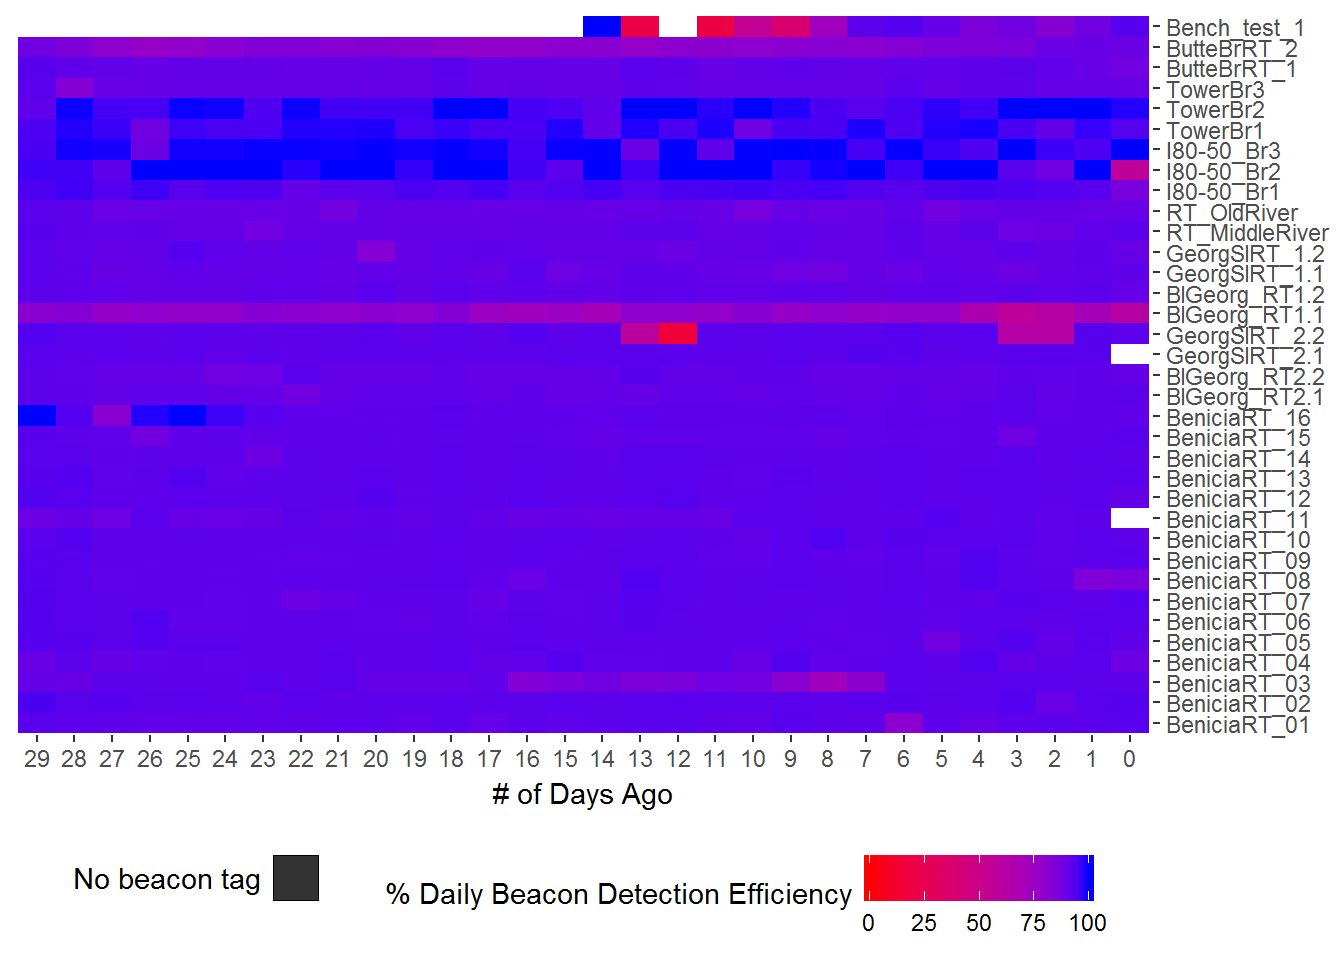 Bench_test_1
ButteBrRT_2
ButteBrRT_1
TowerBr3
TowerBr2
TowerBr1
I80-50_Br3
I80-50_Br2
I80-50_Br1
RT_OldRiver
RT_MiddleRiver
GeorgSlRT_1.2
GeorgSlRT_1.1
BlGeorg_RT1.2
BlGeorg_RT1.1
GeorgSlRT_2.2
GeorgSlRT_2.1
BlGeorg_RT2.2
BlGeorg_RT2.1
BeniciaRT_16
BeniciaRT_15
BeniciaRT_14
BeniciaRT_13
BeniciaRT_12
BeniciaRT_11
BeniciaRT_10
BeniciaRT_09
BeniciaRT_08
BeniciaRT_07
BeniciaRT_06
BeniciaRT_05
BeniciaRT_04
BeniciaRT_03
BeniciaRT_02
BeniciaRT_01
29 28 27 26 25 24 23 22 21 20 19 18 17 16 15 14 13 12 11 10 9 8 7 6 5 4 3 2 1 0
# of Days Ago
No beacon tag
% Daily Beacon Detection Efficiency
0 25 50 75 100